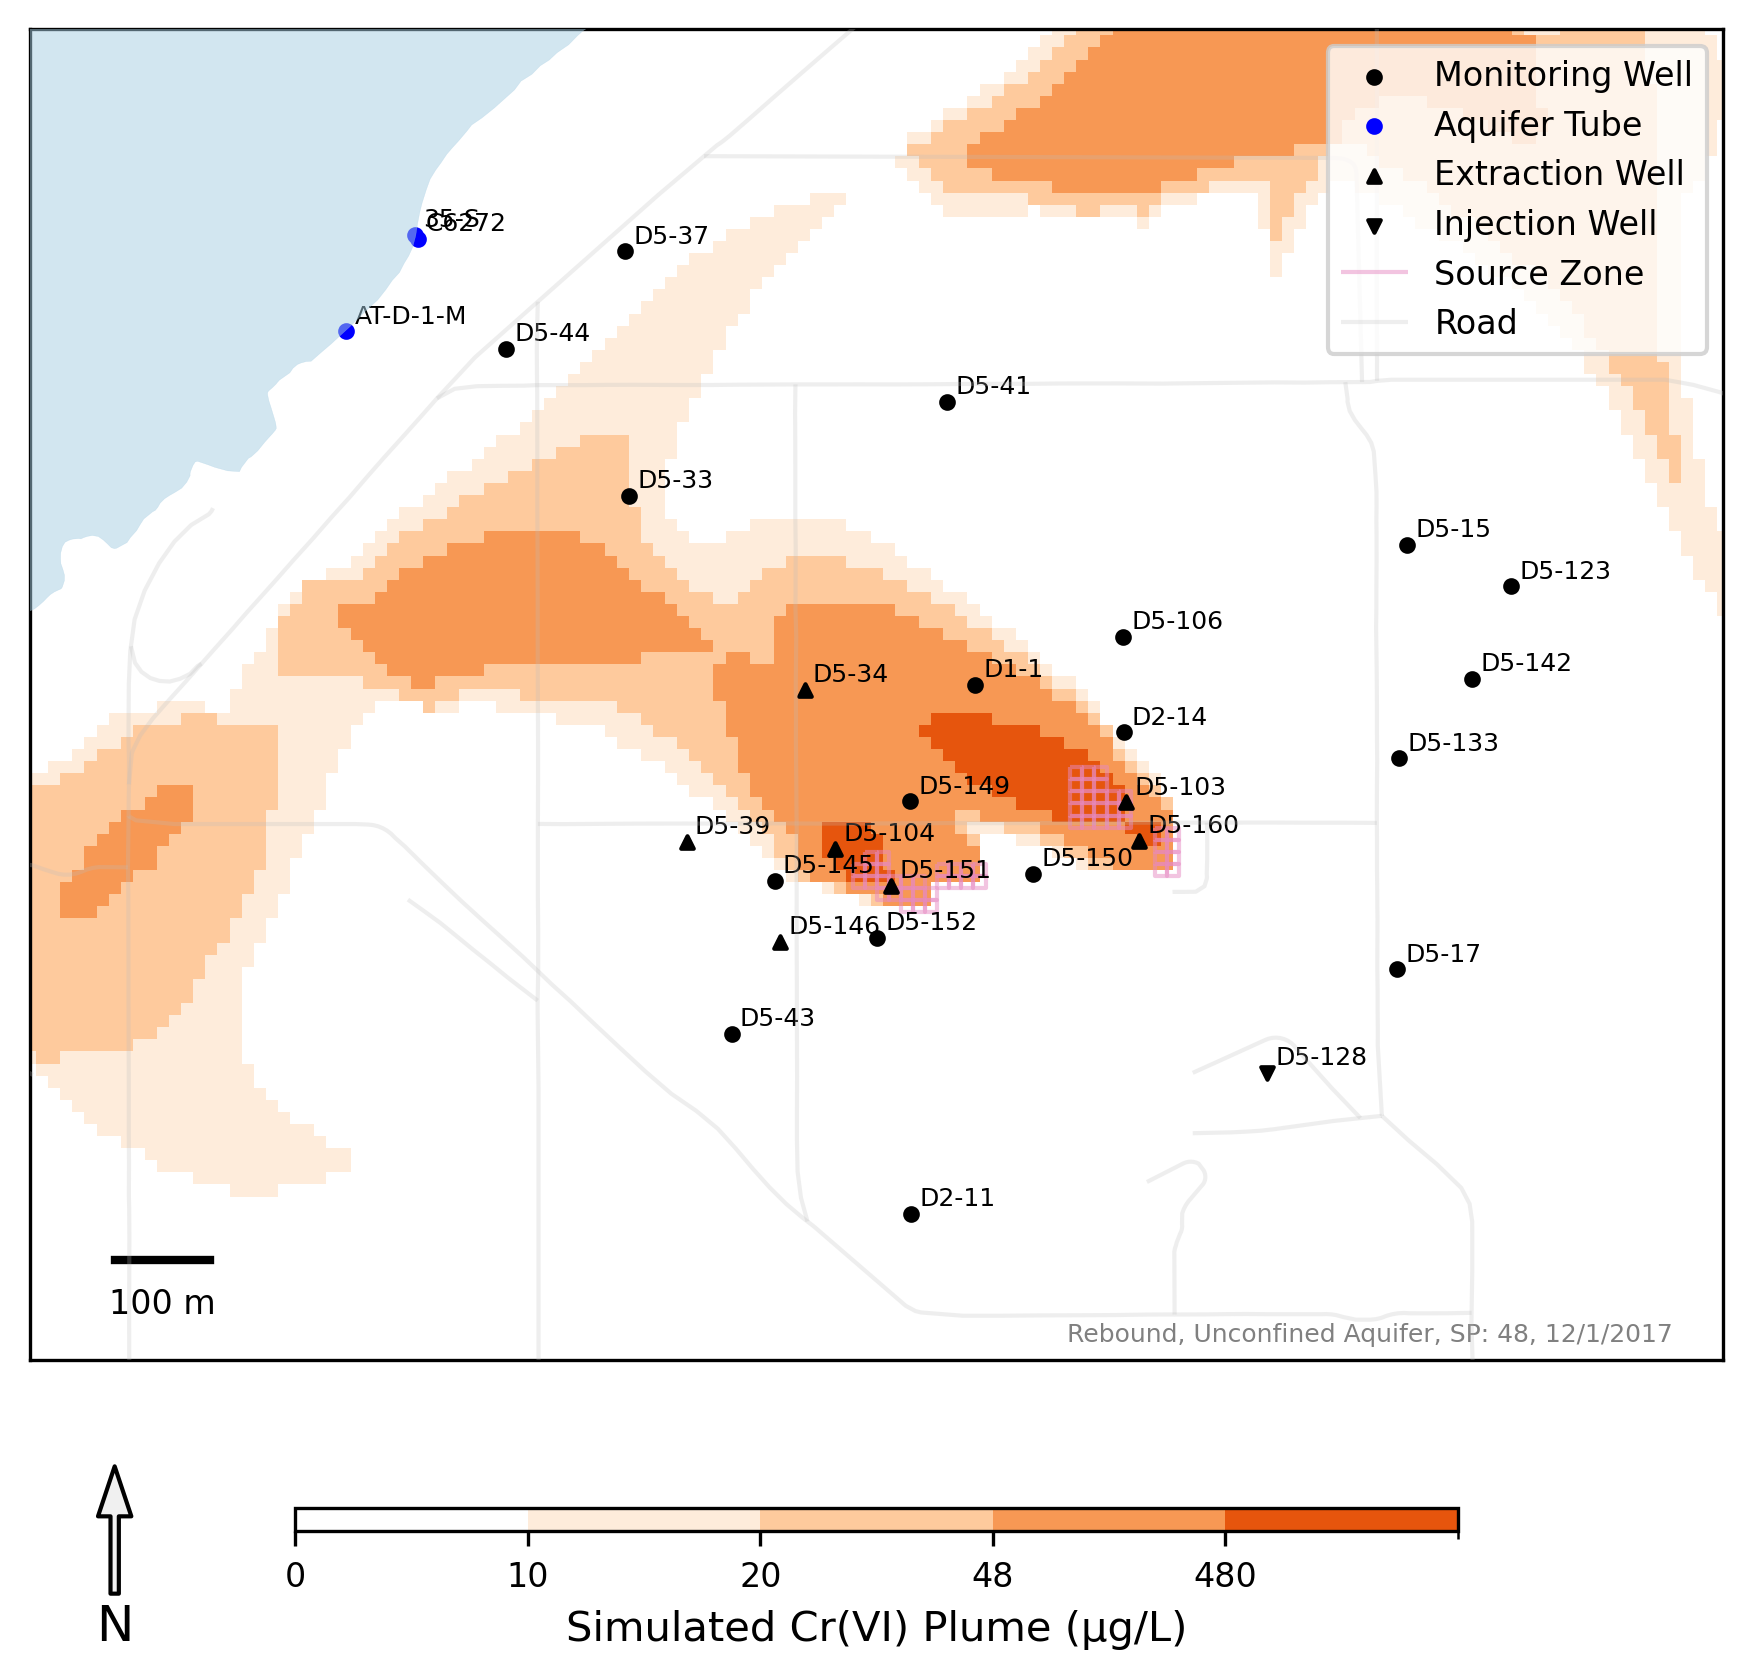 Monitoring Well
Aquifer Tube
Extraction Well
Injection Well
Source Zone
Road
35-S
C6272
D5-37
AT-D-1-M
D5-44
D5-41
D5-33
D5-15
D5-123
D5-106
D5-34
D1-1
D5-142
D2-14
D5-133
D5-149
D5-103
D5-39
D5-104
D5-160
D5-145
D5-151
D5-150
D5-146
D5-152
D5-17
D5-43
D5-128
D2-11
100 m
Rebound, Unconfined Aquifer, SP: 48, 12/1/2017
N
0 10 20 48 480
Simulated Cr(VI) Plume (µg/L)